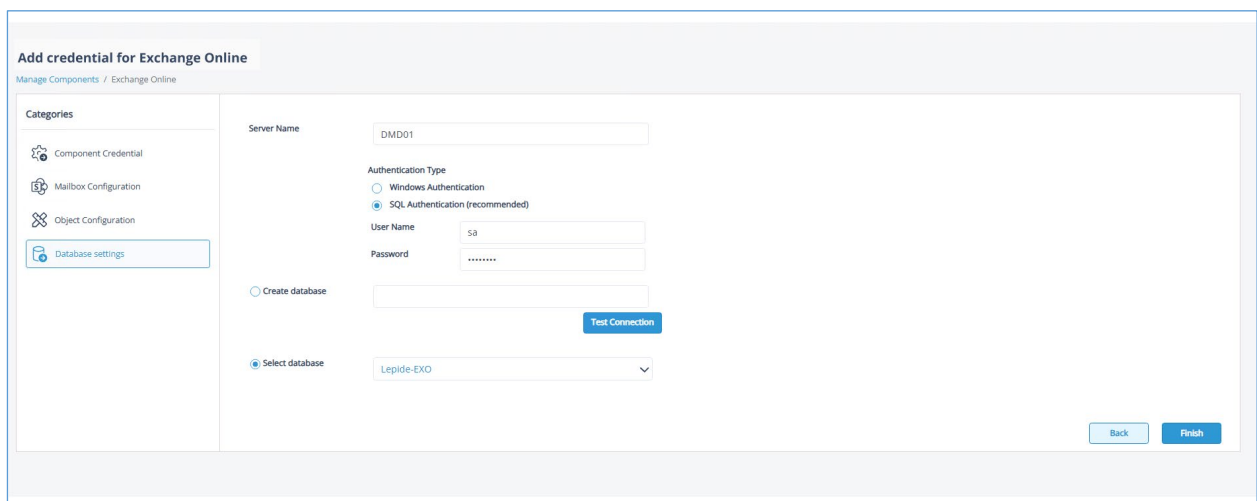 Add credential for Exchange Online
Manage Components / Exchange Online
Categories
Component Credential
Mailbox Configuration
Object Configuration
Database settings
Server Name
DMD01
Authentication Type
Windows Authentication
SQL Authentication (recommended)
User Name
sa
Password
••••••••
Create database
Test Connection
Select database
Lepide-EXO
Back
Finish